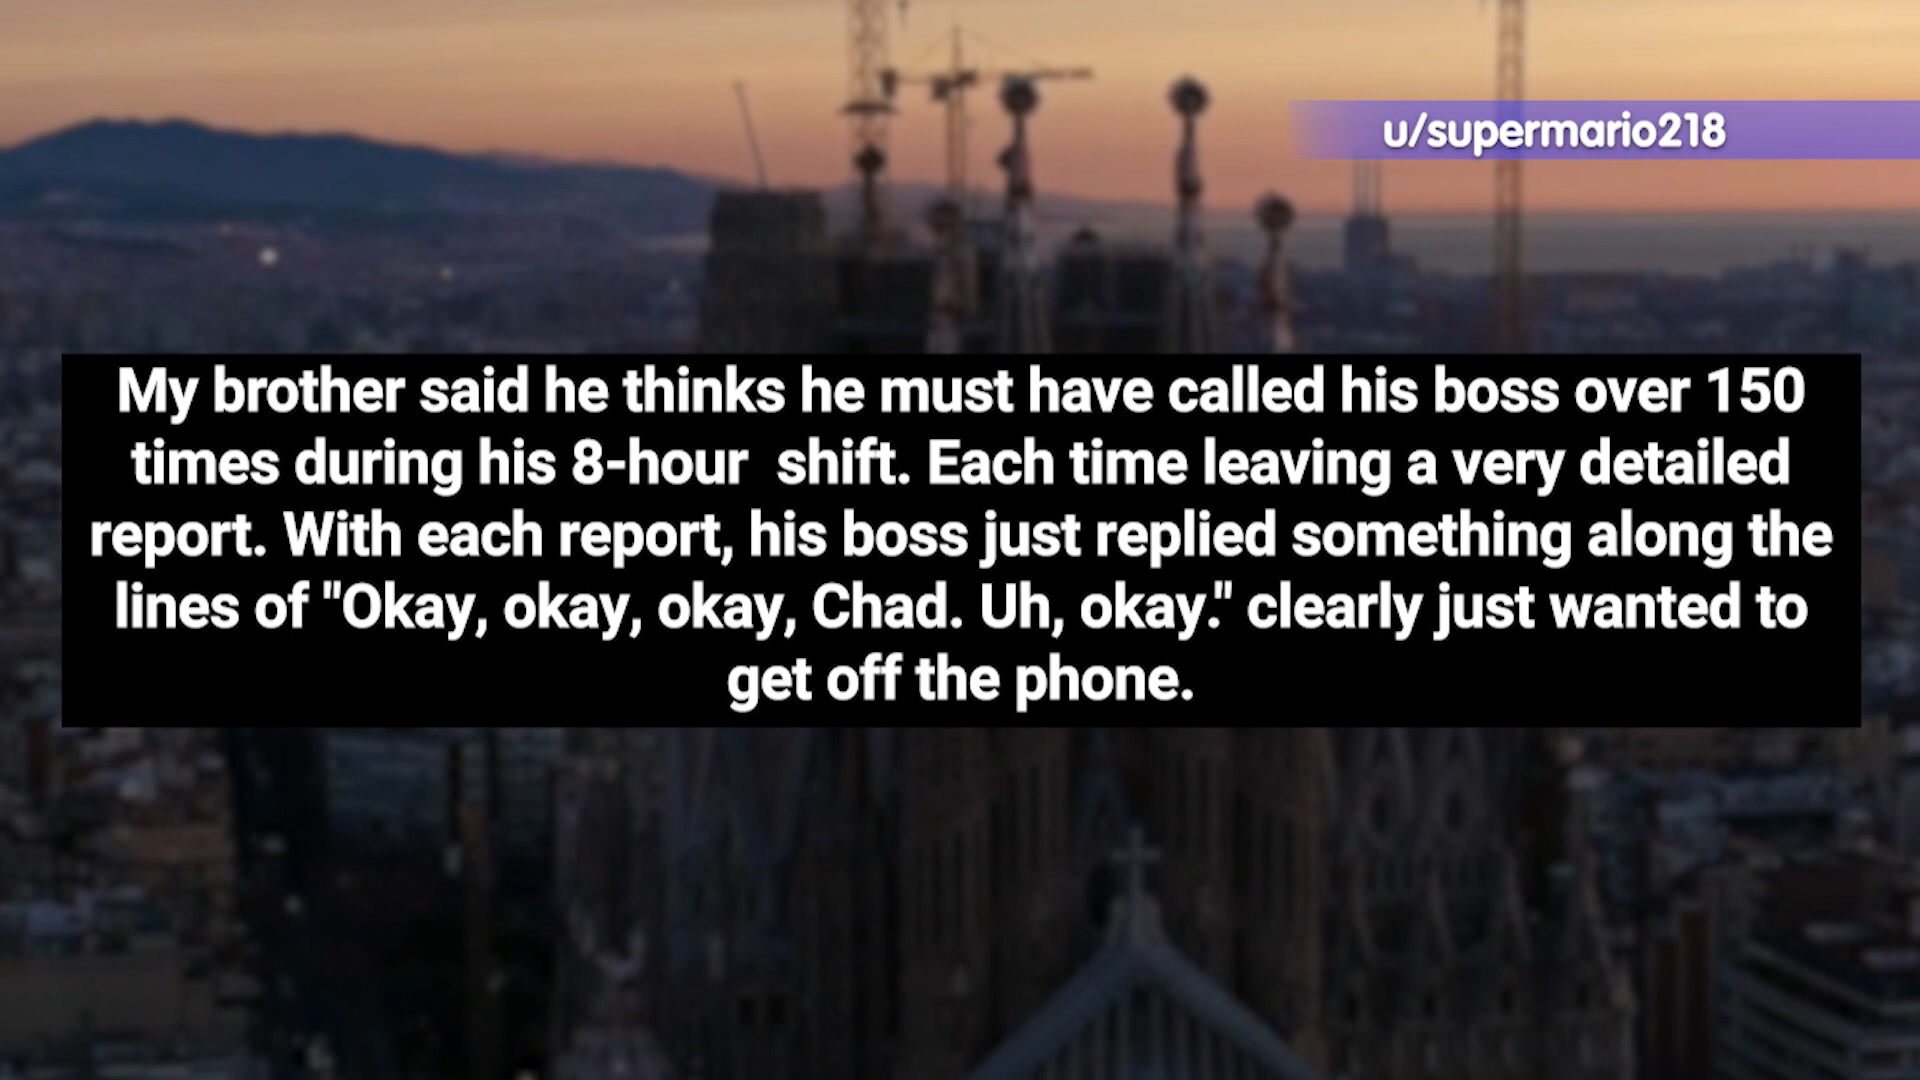 u/supermario218
My brother said he thinks he must have called his boss over 150
times during his 8-hour  shift. Each time leaving a very detailed
report. With each report, his boss just replied something along the
lines of "Okay, okay, okay, Chad. Uh, okay." clearly just wanted to
get off the phone.